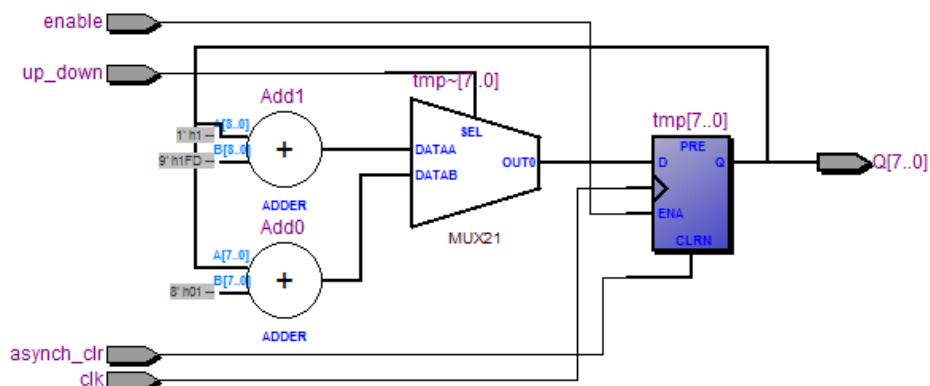 enable
up_down
tmp~[7..0]
Add1
A[8..0]
1' h1 --
B[8..0]
9' h1FD --
+
ADDER
SEL
DATAA
DATAB
OUT0
MUX21
tmp[7..0]
PRE
D
Q
ENA
CLRN
Q[7..0]
Add0
A[7..0]
B[7..0]
8' h01 --
+
ADDER
asynch_clr
clk